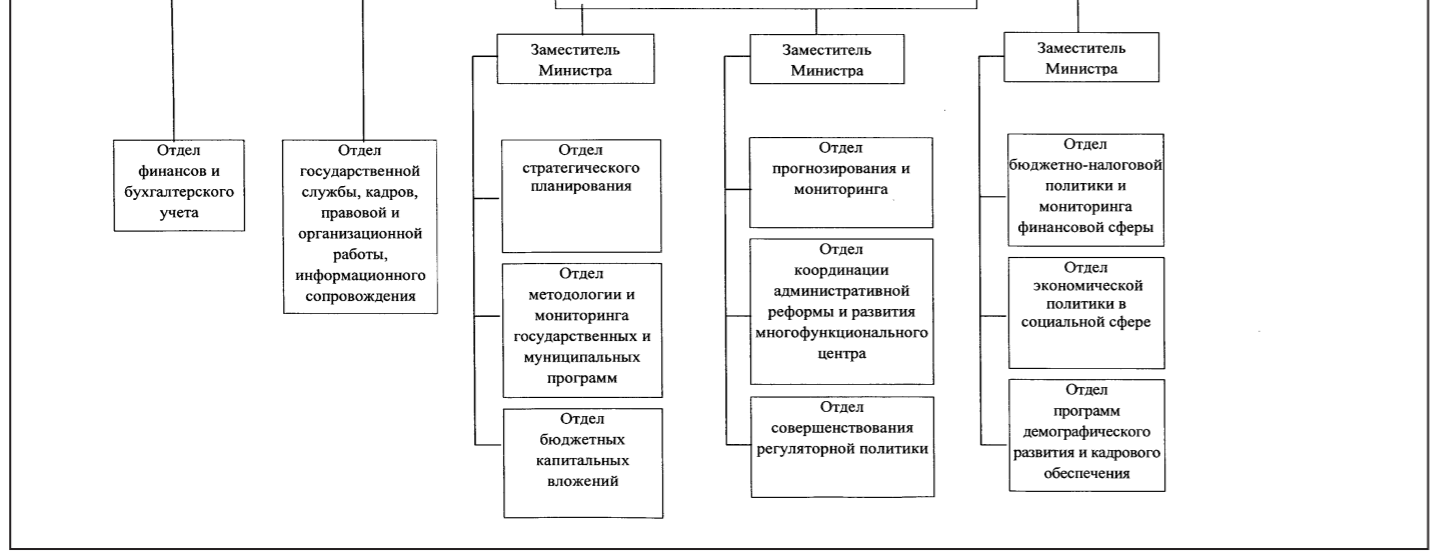 Заместитель
Министра
Заместитель
Министра
Заместитель
Министра
Отдел
финансов и
бухгалтерского
учета
Отдел
государственной
службы, кадров,
правовой и
организационной
работы,
информационного
сопровождения
Отдел
стратегического
планирования
Отдел
методологии и
мониторинга
государственных и
муниципальных
программ
Отдел
бюджетных
капитальных
вложений
Отдел
прогнозирования и
мониторинга
Отдел
координации
административной
реформы и развития
многофункционального
центра
Отдел
совершенствования
регуляторной политики
Отдел
бюджетно-налоговой
политики и
мониторинга
финансовой сферы
Отдел
экономической
политики в
социальной сфере
Отдел
программ
демографического
развития и кадрового
обеспечения